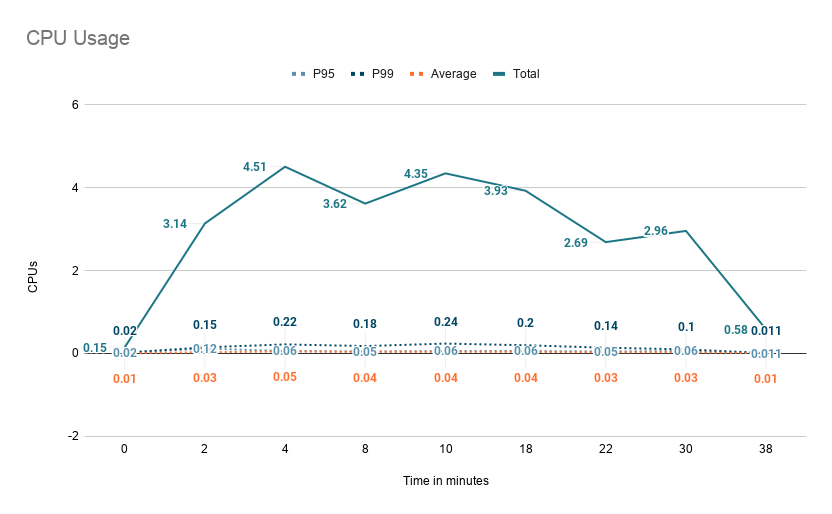 CPU Usage
P95 P99 Average Total
6
4
2
0
-2
CPUs
4.51
4.35
3.93
3.62
3.14
2.96
2.69
0.15
0.58
0.02 0.15 0.22 0.18 0.24 0.2 0.14 0.1 0.011
0.02 0.12 0.06 0.05 0.06 0.06 0.05 0.06 0.011
0.01 0.03 0.05 0.04 0.04 0.04 0.03 0.03 0.01
0 2 4 8 10 18 22 30 38
Time in minutes